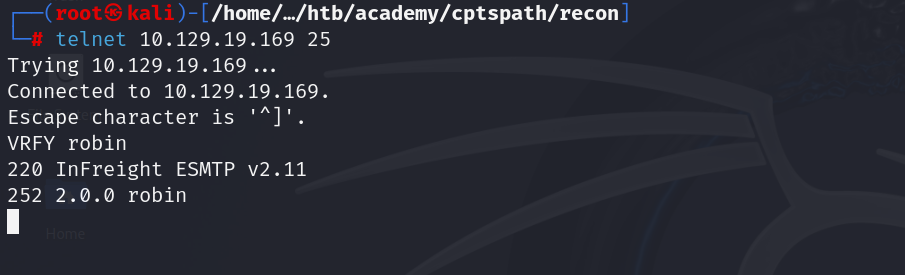 ┌──(root㉿kali)-[/home/…/htb/academy/cptspath/recon]
└─# telnet 10.129.19.169 25
Trying 10.129.19.169...
Connected to 10.129.19.169.
Escape character is '^]'.
VRFY robin
220 InFreight ESMTP v2.11
252 2.0.0 robin
Home